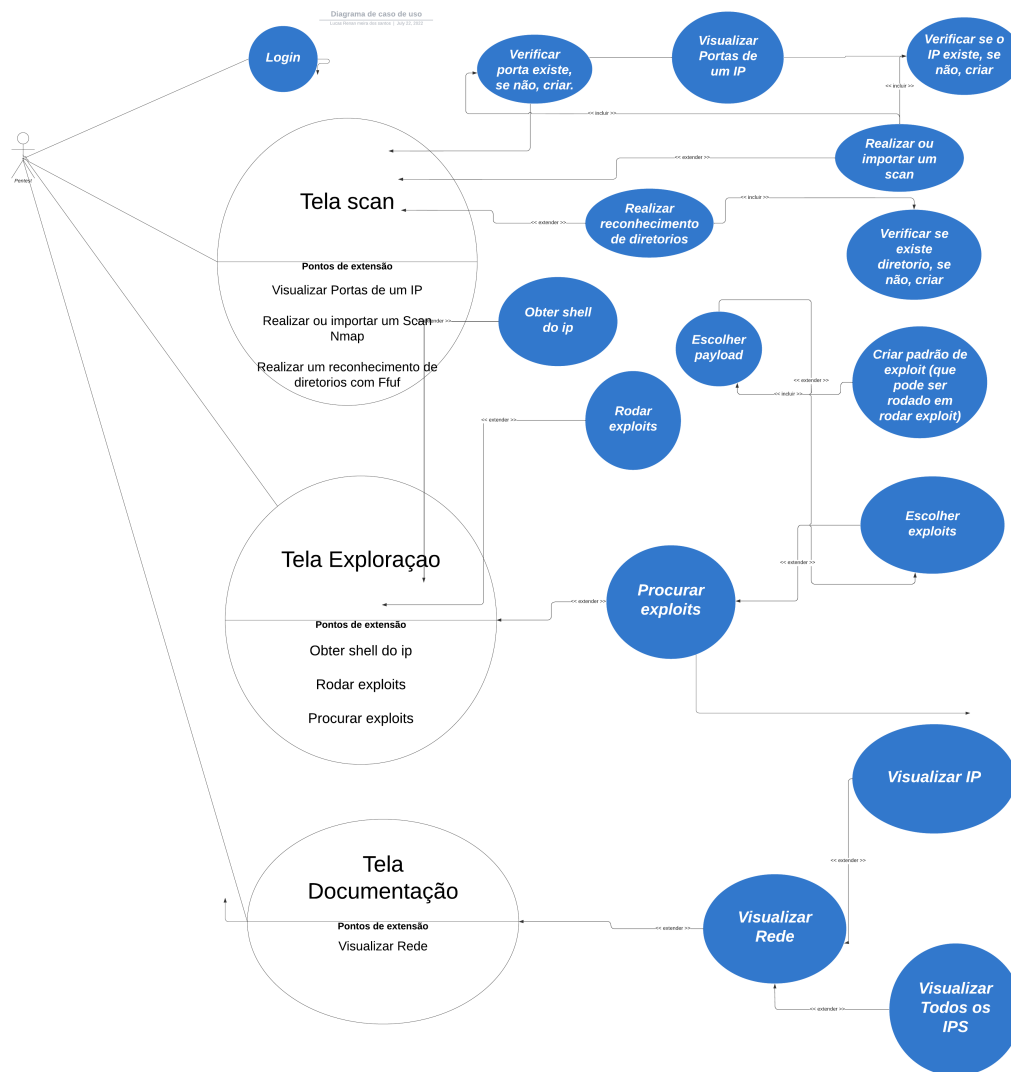 Diagrama de caso de uso
Login
Verificar
porta existe,
se não, criar.
Visualizar
Portas de
um IP
Verificar se o
IP existe, se
não, criar
<< incluir >>
<< incluir >>
Realizar ou
importar um
scan
<< extender >>
Pentest
Tela scan
Pontos de extensão
Visualizar Portas de um IP
Realizar ou importar um Scan
Nmap
Realizar um reconhecimento de
diretorios com Ffuf
<< extender >>
Realizar
reconhecimento
de diretorios
<< incluir >>
Verificar se
existe
diretorio, se
não, criar
<< extender >>
Obter shell
do ip
Escolher
payload
<< extender >>
<< incluir >>
Criar padrão de
exploit (que
pode ser
rodado em
rodar exploit)
<< extender >>
Rodar
exploits
Escolher
exploits
<< extender >>
<< extender >>
Tela Exploraçao
Pontos de extensão
Obter shell do ip
Rodar exploits
Procurar exploits
<< extender >>
Procurar
exploits
Visualizar IP
<< extender >>
Tela
Documentação
Pontos de extensão
Visualizar Rede
<< extender >>
Visualizar
Rede
<< extender >>
Visualizar
Todos os
IPS